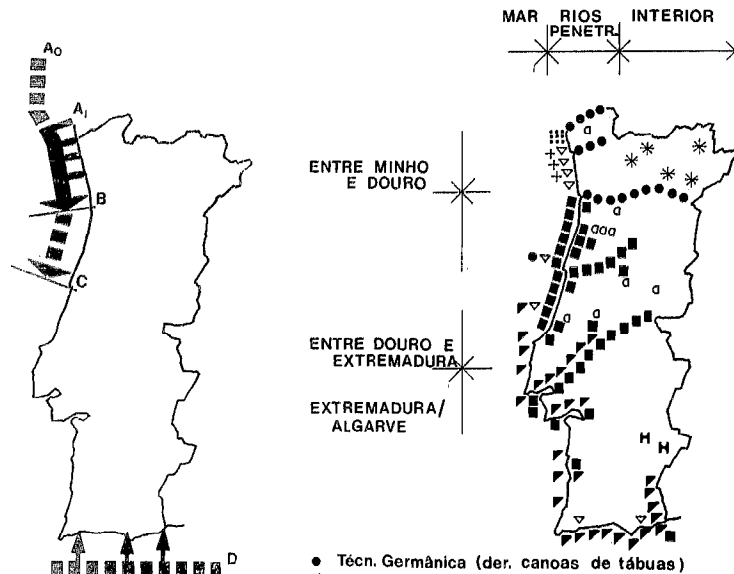 A₀
A₁
B
C
D
MAR RIOS INTERIOR
PENETR.
ENTRE MINHO
E DOURO
ENTRE DOURO E
EXTREMADURA
EXTREMADURA/
ALGARVE
a
a
aaa
a
a
a
a
H H
Técn. Germânica (der. canoas de tábuas)